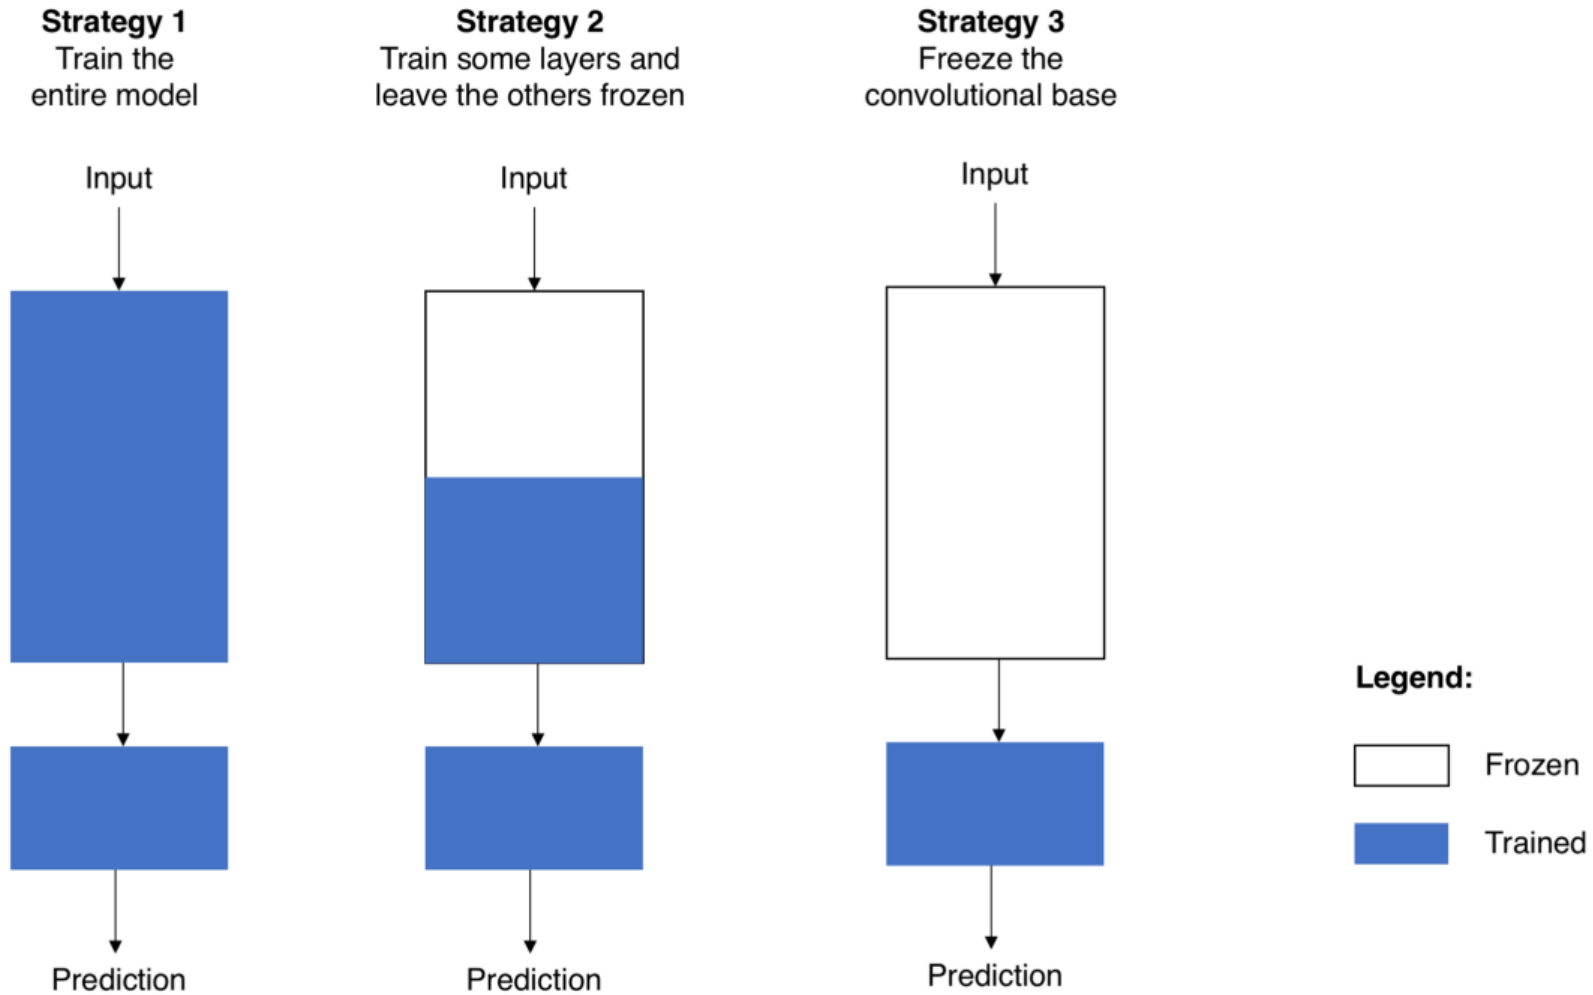 Strategy 1
Train the
entire model
Input
Prediction
Strategy 2
Train some layers and
leave the others frozen
Input
Prediction
Strategy 3
Freeze the
convolutional base
Input
Prediction
Legend:
Frozen
Trained